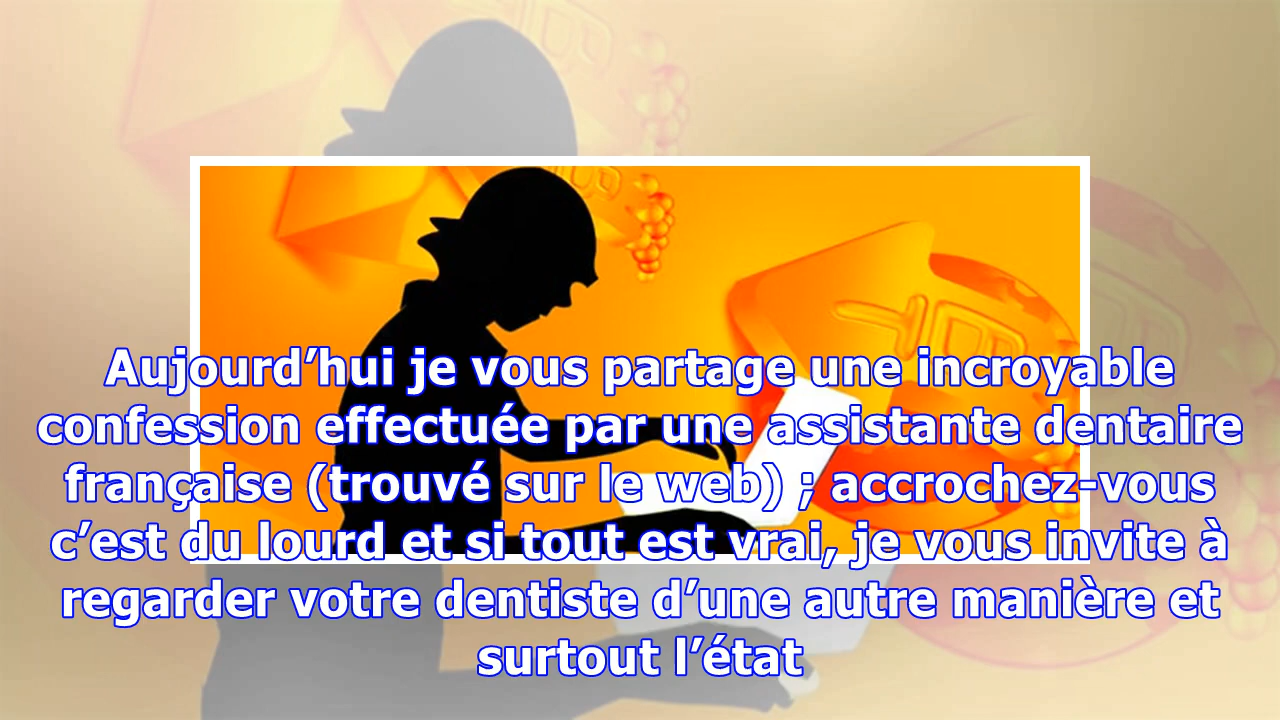 Aujourd’hui je vous partage une incroyable
confession effectuée par une assistante dentaire
française (trouvé sur le web) ; accrochez-vous
c’est du lourd et si tout est vrai, je vous invite à
regarder votre dentiste d’une autre manière et
surtout l’état